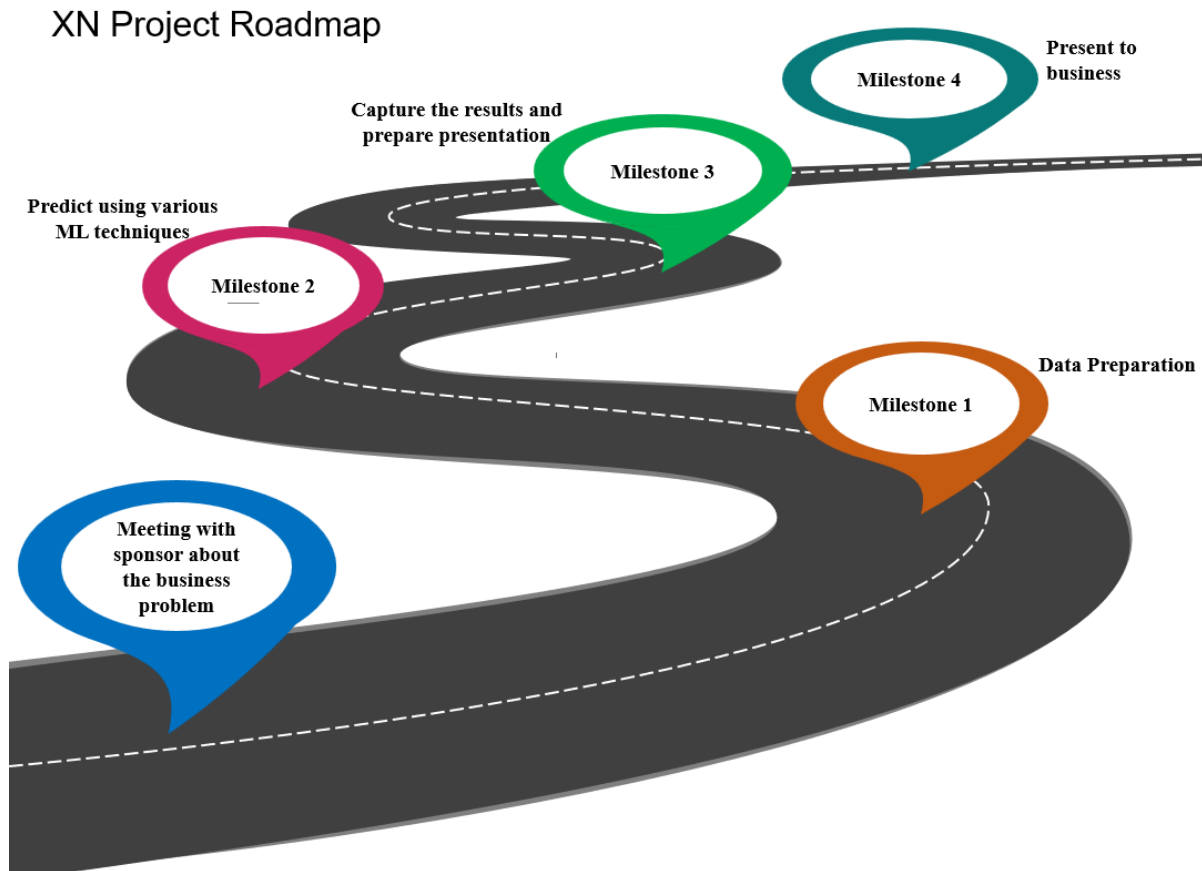 XN Project Roadmap
Milestone 4
Present to
business
Capture the results and
prepare presentation
Milestone 3
Predict using various
ML techniques
Milestone 2
Data Preparation
Milestone 1
Meeting with
sponsor about
the business
problem